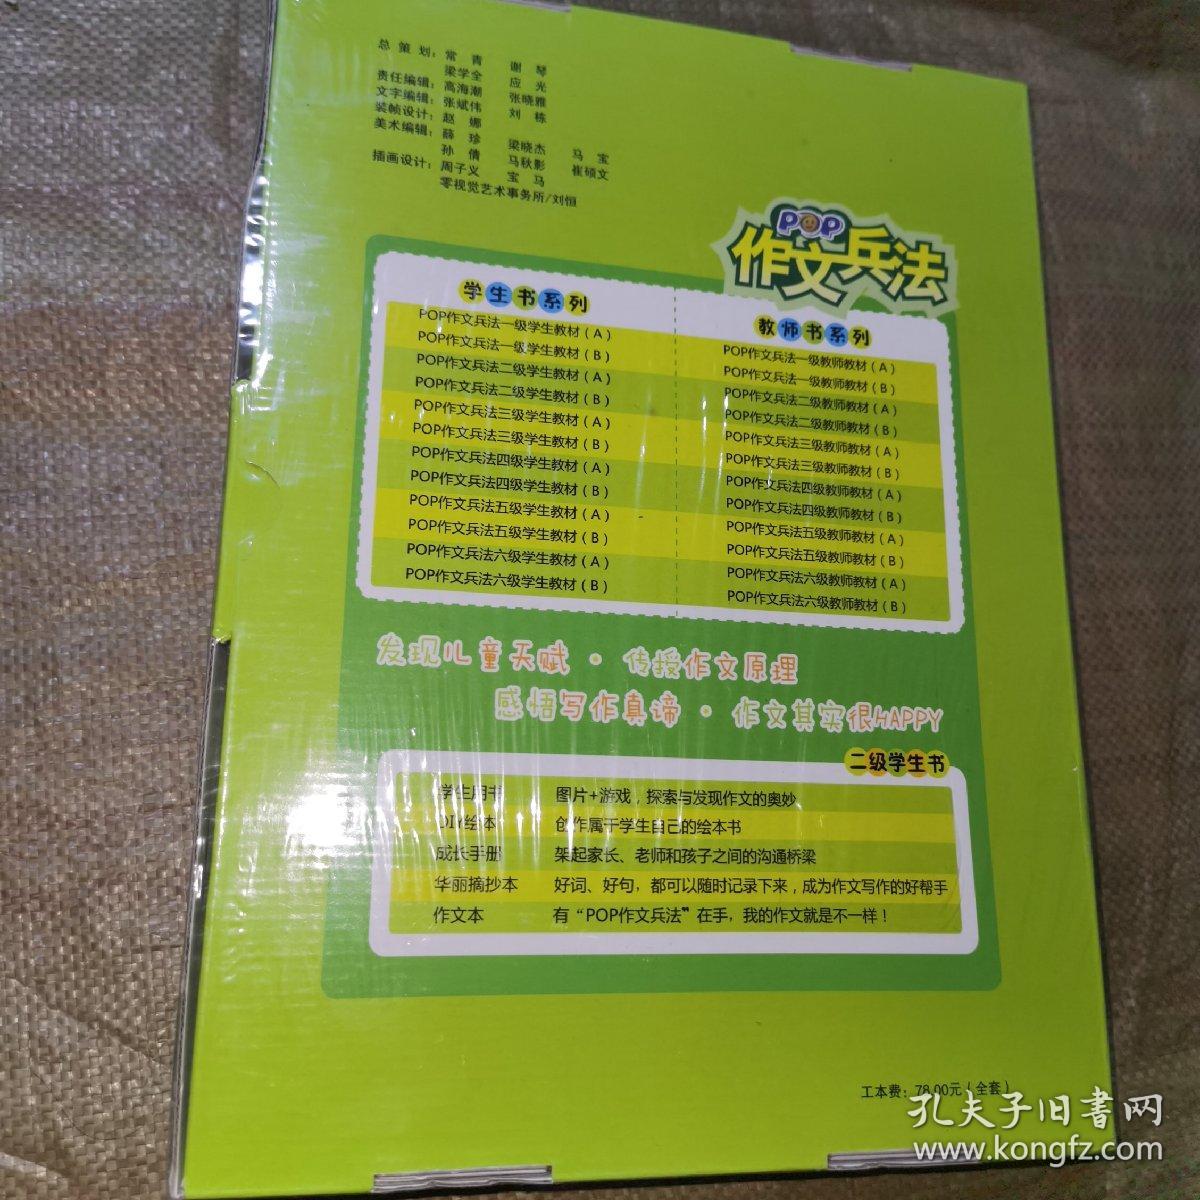 总策划：常青 谢琴
梁学全 应光
责任编辑：高海潮 张晓雅
文字编辑：张斌伟 刘栋
装帧设计：赵娜
美术编辑：薛珍 梁晓杰 马宝
孙倩 马秋影 崔硕文
插画设计：周子义 宝马
零视觉艺术事务所/刘恒
POP
作文兵法
学生书系列
POP作文兵法一级学生教材（A）
POP作文兵法一级学生教材（B）
POP作文兵法二级学生教材（A）
POP作文兵法二级学生教材（B）
POP作文兵法三级学生教材（A）
POP作文兵法三级学生教材（B）
POP作文兵法四级学生教材（A）
POP作文兵法四级学生教材（B）
POP作文兵法五级学生教材（A）
POP作文兵法五级学生教材（B）
POP作文兵法六级学生教材（A）
POP作文兵法六级学生教材（B）
教师书系列
POP作文兵法一级教师教材（A）
POP作文兵法一级教师教材（B）
POP作文兵法二级教师教材（A）
POP作文兵法二级教师教材（B）
POP作文兵法三级教师教材（A）
POP作文兵法三级教师教材（B）
POP作文兵法四级教师教材（A）
POP作文兵法四级教师教材（B）
POP作文兵法五级教师教材（A）
POP作文兵法五级教师教材（B）
POP作文兵法六级教师教材（A）
POP作文兵法六级教师教材（B）
发现儿童天赋·传授作文原理
感悟写作真谛·作文其实很HAPPY
二级学生书
学生用书 图片+游戏，探索与发现作文的奥妙
DIY绘本 创作属于学生自己的绘本书
成长手册 架起家长、老师和孩子之间的沟通桥梁
华丽摘抄本 好词、好句，都可以随时记录下来，成为作文写作的好帮手
作文本 有“POP作文兵法”在手，我的作文就是不一样！
工本费：78.00元（全套）
孔夫子旧书网
www.kongfz.com